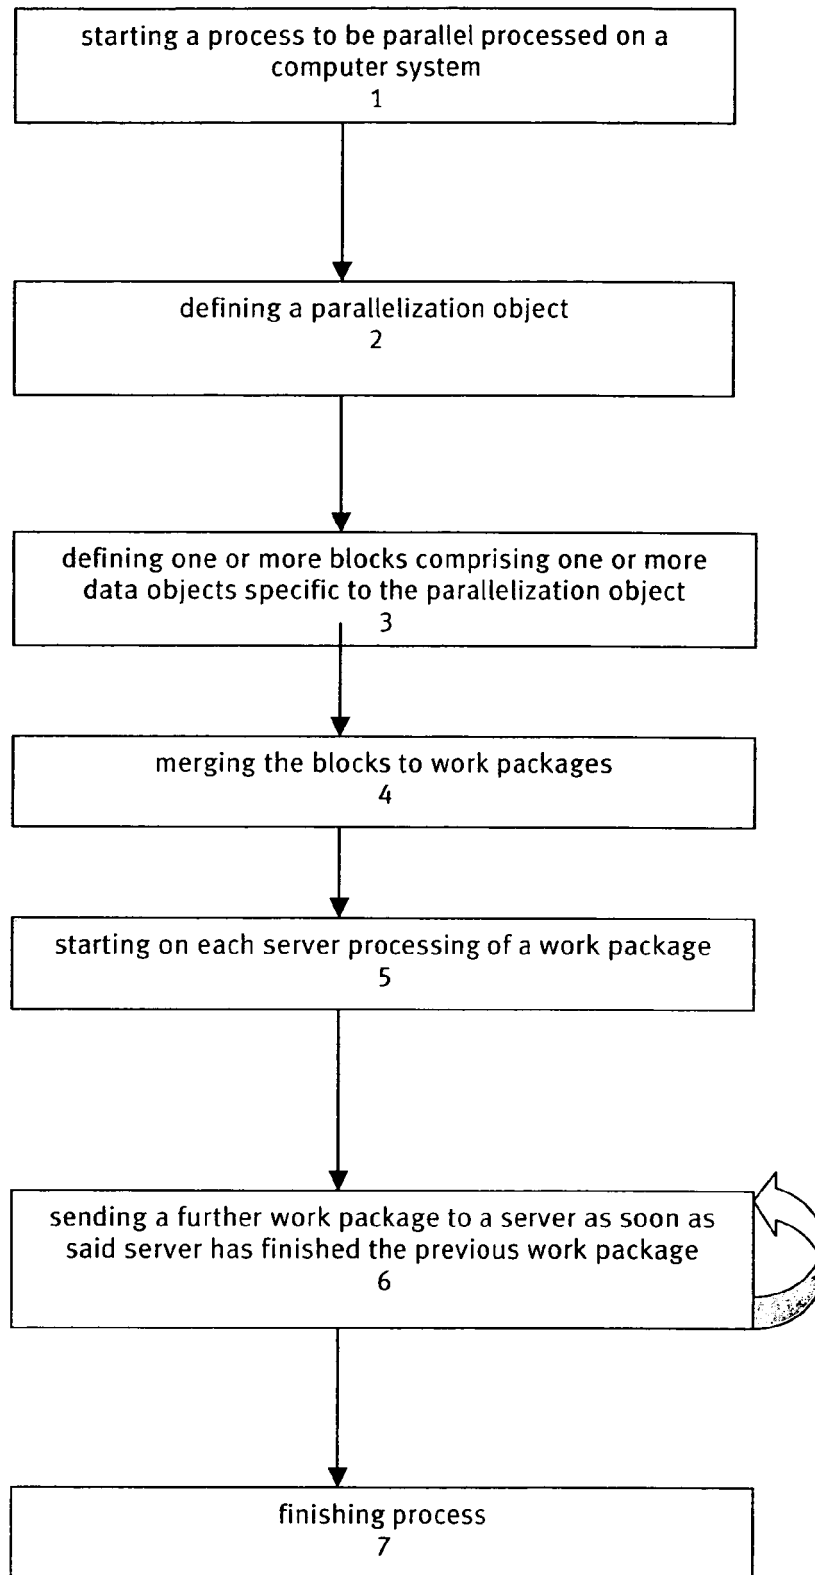 starting a process to be parallel processed on a
computer system
1
defining a parallelization object
2
defining one or more blocks comprising one or more
data objects specific to the parallelization object
3
merging the blocks to work packages
4
starting on each server processing of a work package
5
sending a further work package to a server as soon as
said server has finished the previous work package
6
finishing process
7